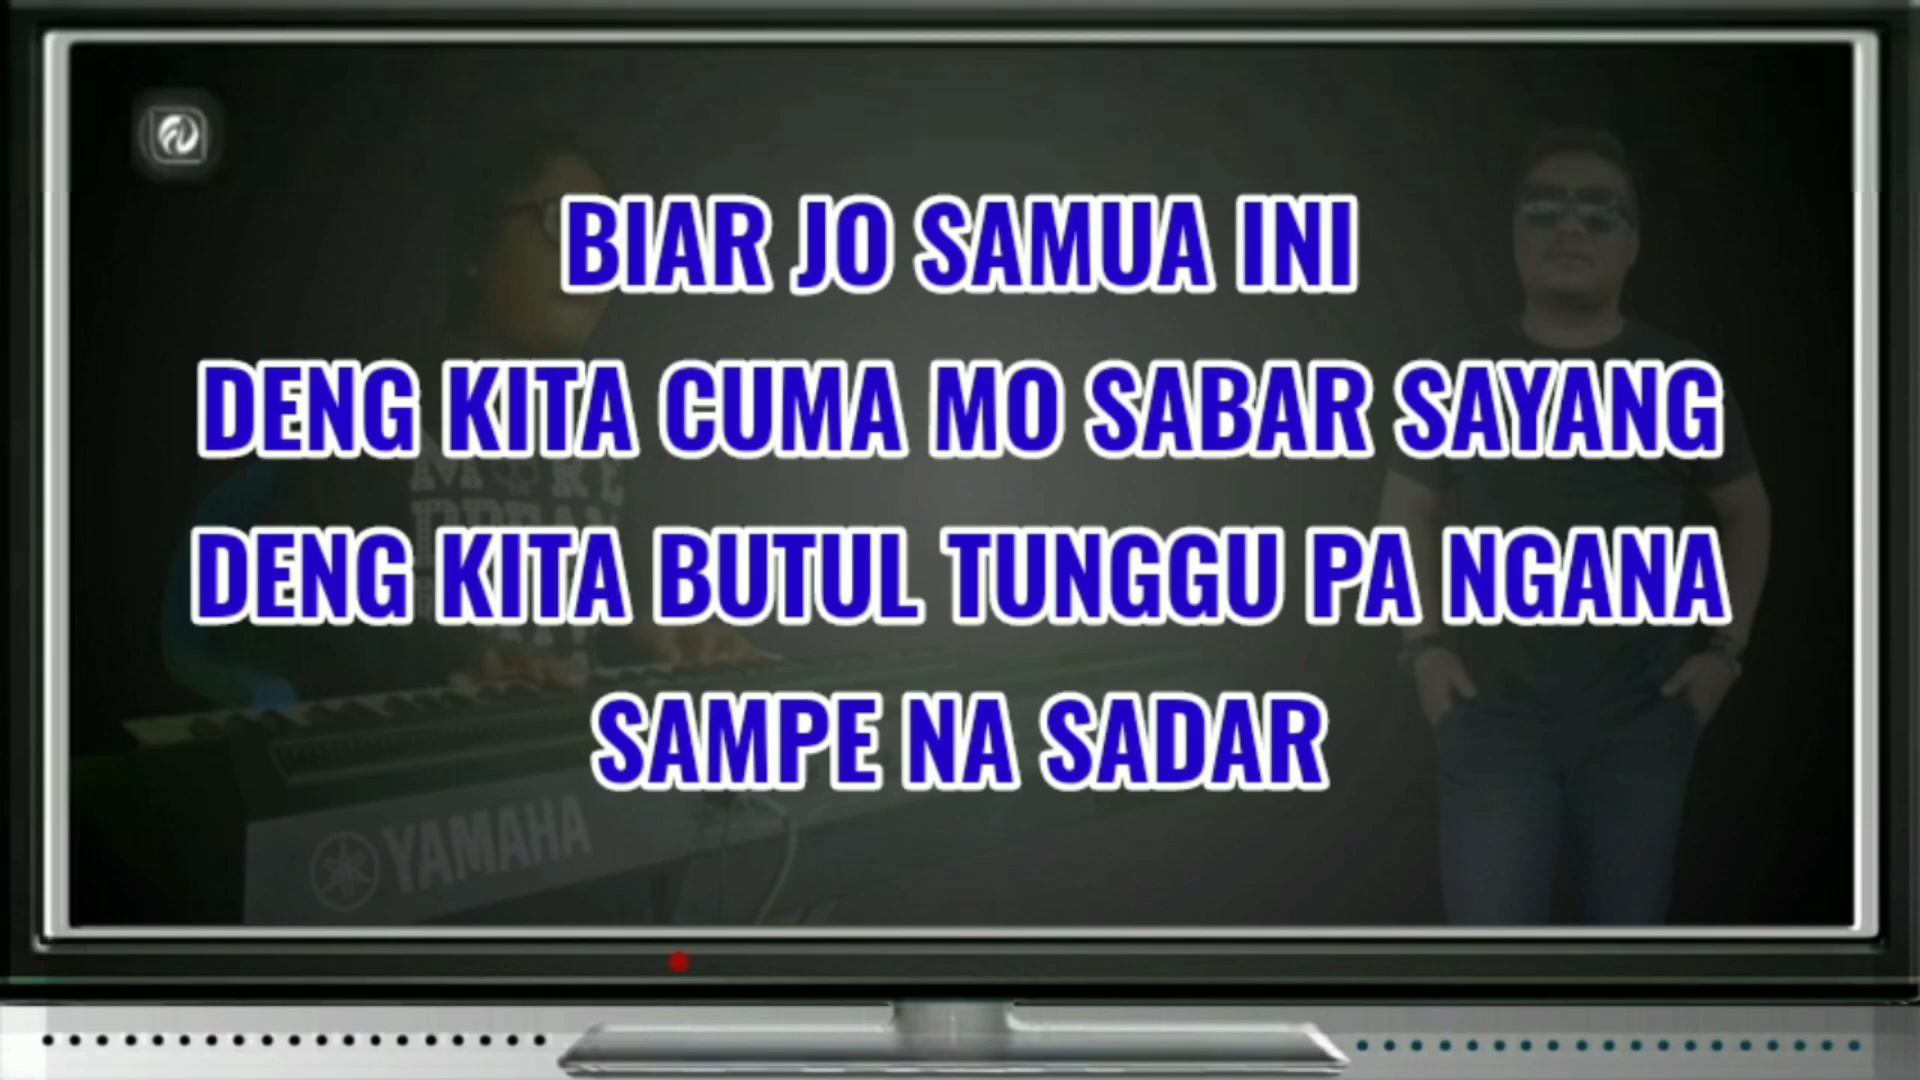 BIAR JO SAMUA INI
DENG KITA CUMA MO SABAR SAYANG
DENG KITA BUTUL TUNGGU PA NGANA
SAMPE NA SADAR
YAMAHA